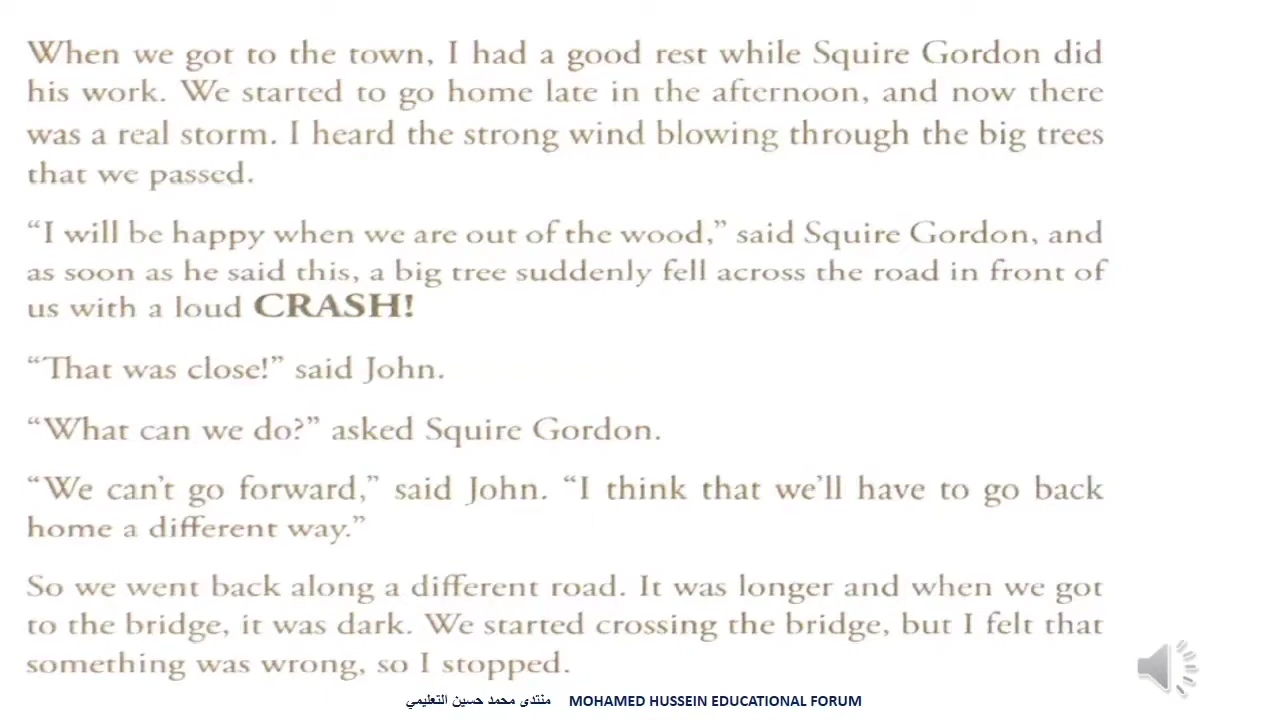 When we got to the town, I had a good rest while Squire Gordon did
his work. We started to go home late in the afternoon, and now there
was a real storm. I heard the strong wind blowing through the big trees
that we passed.
“I will be happy when we are out of the wood,” said Squire Gordon, and
as soon as he said this, a big tree suddenly fell across the road in front of
us with a loud CRASH!
“That was close!” said John.
“What can we do?” asked Squire Gordon.
“We can’t go forward,” said John. “I think that we’ll have to go back
home a different way.”
So we went back along a different road. It was longer and when we got
to the bridge, it was dark. We started crossing the bridge, but I felt that
something was wrong, so I stopped.
منتدى محمد حسين التعليمي MOHAMED HUSSEIN EDUCATIONAL FORUM